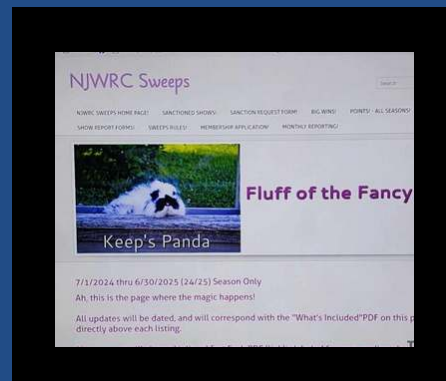 NJWRC Sweeps
Search
NJWRC SWEEPS HOME PAGE! SANCTIONED SHOWS! SANCTION REQUEST FORM! BIG WINS! POINTS! - ALL SEASONS!
SHOW REPORT FORMS! SWEEPS RULES! MEMBERSHIP APPLICATION! MONTHLY REPORTING!
Fluff of the Fancy
Keep's Panda
7/1/2024 thru 6/30/2025 (24/25) Season Only
Ah, this is the page where the magic happens!
All updates will be dated, and will correspond with the "What's Included"PDF on this p
directly above each listing.